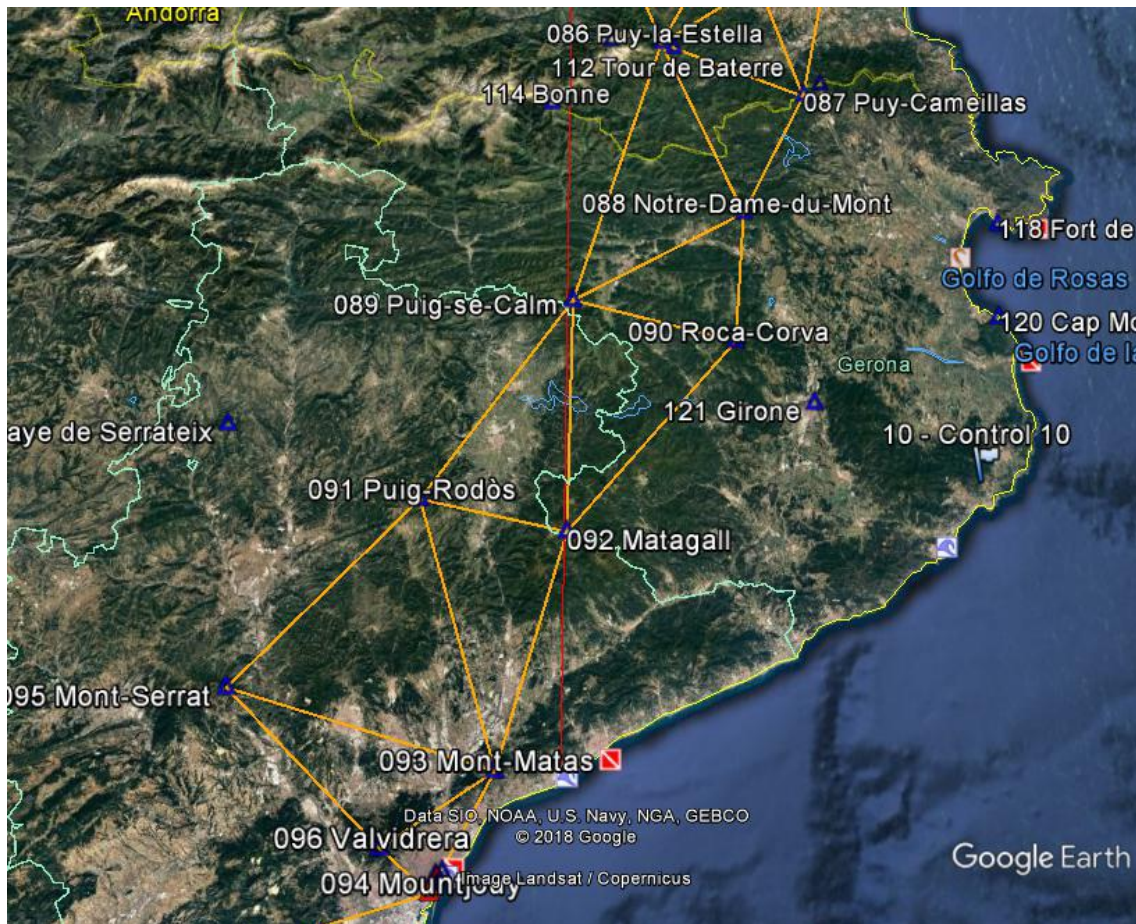 Andorra
086 Puy-la-Estella
112 Tour de Baterre
114 Bonne
087 Puy-Cameillas
088 Notre-Dame-du-Mont
118 Fort de
Golfo de Rosas
089 Puig-se-Calm
120 Cap Mo
090 Roca-Corva
Golfo de la
Gerona
121 Girone
aye de Serrateix
10 - Control 10
091 Puig-Rodòs
092 Matagall
095 Mont-Serrat
093 Mont-Matas
Data SIO, NOAA, U.S. Navy, NGA, GEBCO
© 2018 Google
096 Valvidrera
Google Earth
094 Mountjouy
Image Landsat / Copernicus